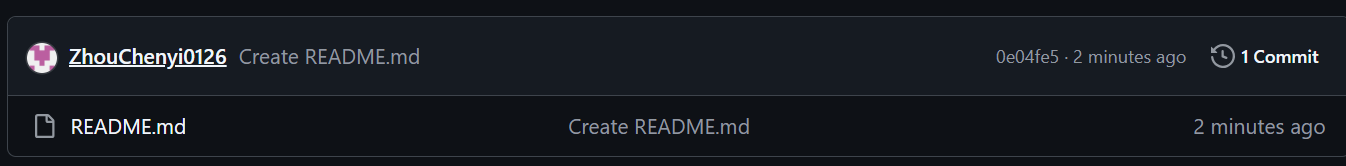 ZhouChenyi0126 Create README.md 0e04fe5 · 2 minutes ago 1 Commit
README.md Create README.md 2 minutes ago